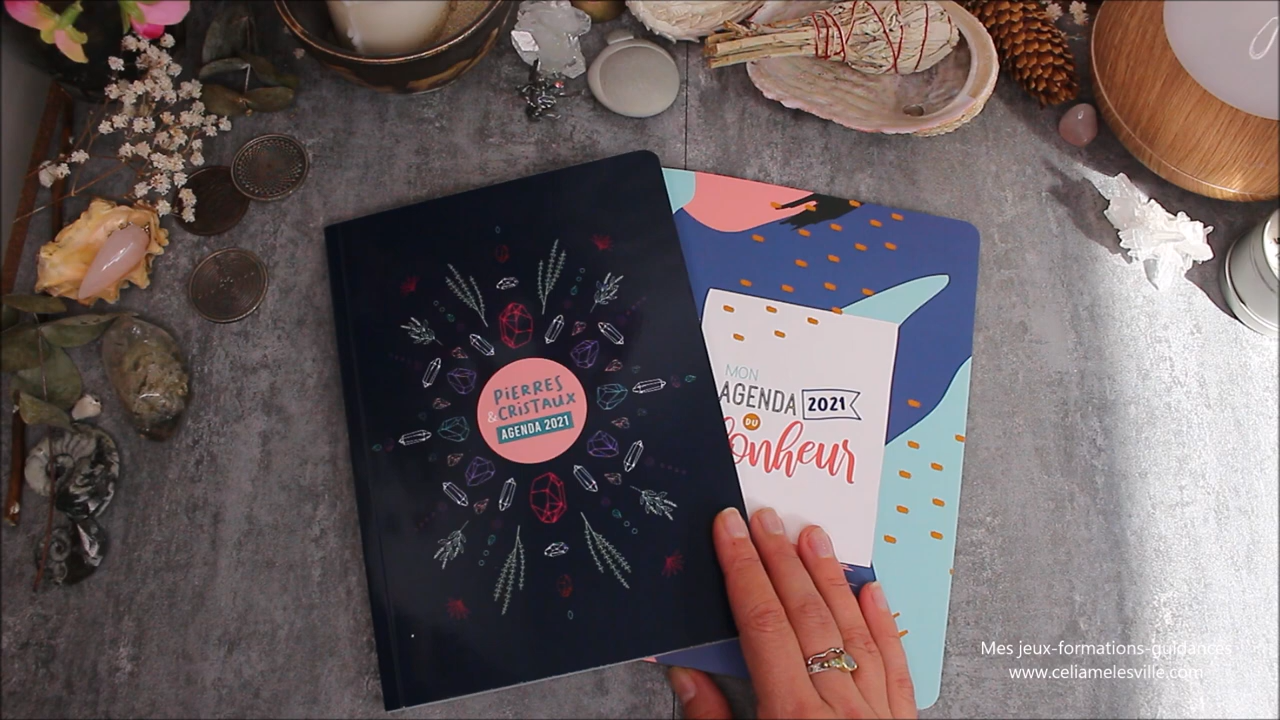 PiERRES
& CRiSTAUX
AGENDA 2021
MON
AGENDA 2021
DU
onheur
Mes jeux-formations-guidances
www.celiamelesville.com